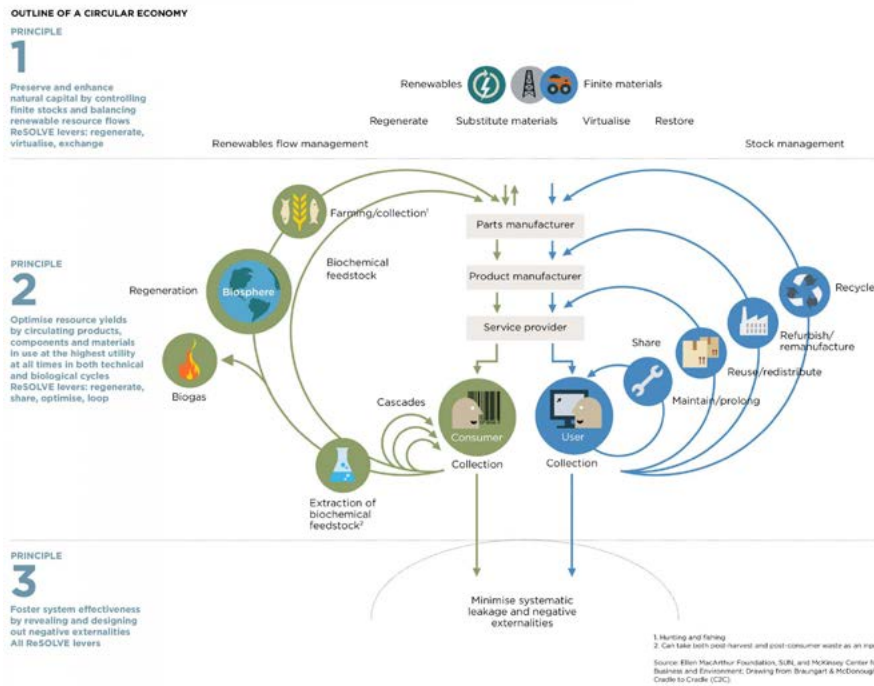 OUTLINE OF A CIRCULAR ECONOMY
PRINCIPLE
1
Preserve and enhance
natural capital by controlling
finite stocks and balancing
renewable resource flows
ReSOLVE levers: regenerate,
virtualise, exchange
Renewables
Finite materials
Regenerate
Substitute materials
Virtualise
Restore
Renewables flow management
Stock management
PRINCIPLE
2
Optimise resource yields
by circulating products,
components and materials
in use at the highest utility
at all times in both technical
and biological cycles
ReSOLVE levers: regenerate,
share, optimise, loop
Farming/collection¹
Biochemical
feedstock
Regeneration
Biosphere
Biogas
Cascades
Extraction of
biochemical
feedstock²
Parts manufacturer
Product manufacturer
Service provider
Consumer
Collection
User
Collection
Share
Maintain/prolong
Reuse/redistribute
Refurbish/
remanufacture
Recycle
PRINCIPLE
3
Foster system effectiveness
by revealing and designing
out negative externalities
All ReSOLVE levers
Minimise systematic
leakage and negative
externalities
1. Hunting and fishing
2. Can take both post-harvest and post-consumer waste as an
Source: Ellen MacArthur Foundation, SUN, and McKinsey Center
Business and Environment; Drawing from Braungart &
Cradle to Cradle (C2C).